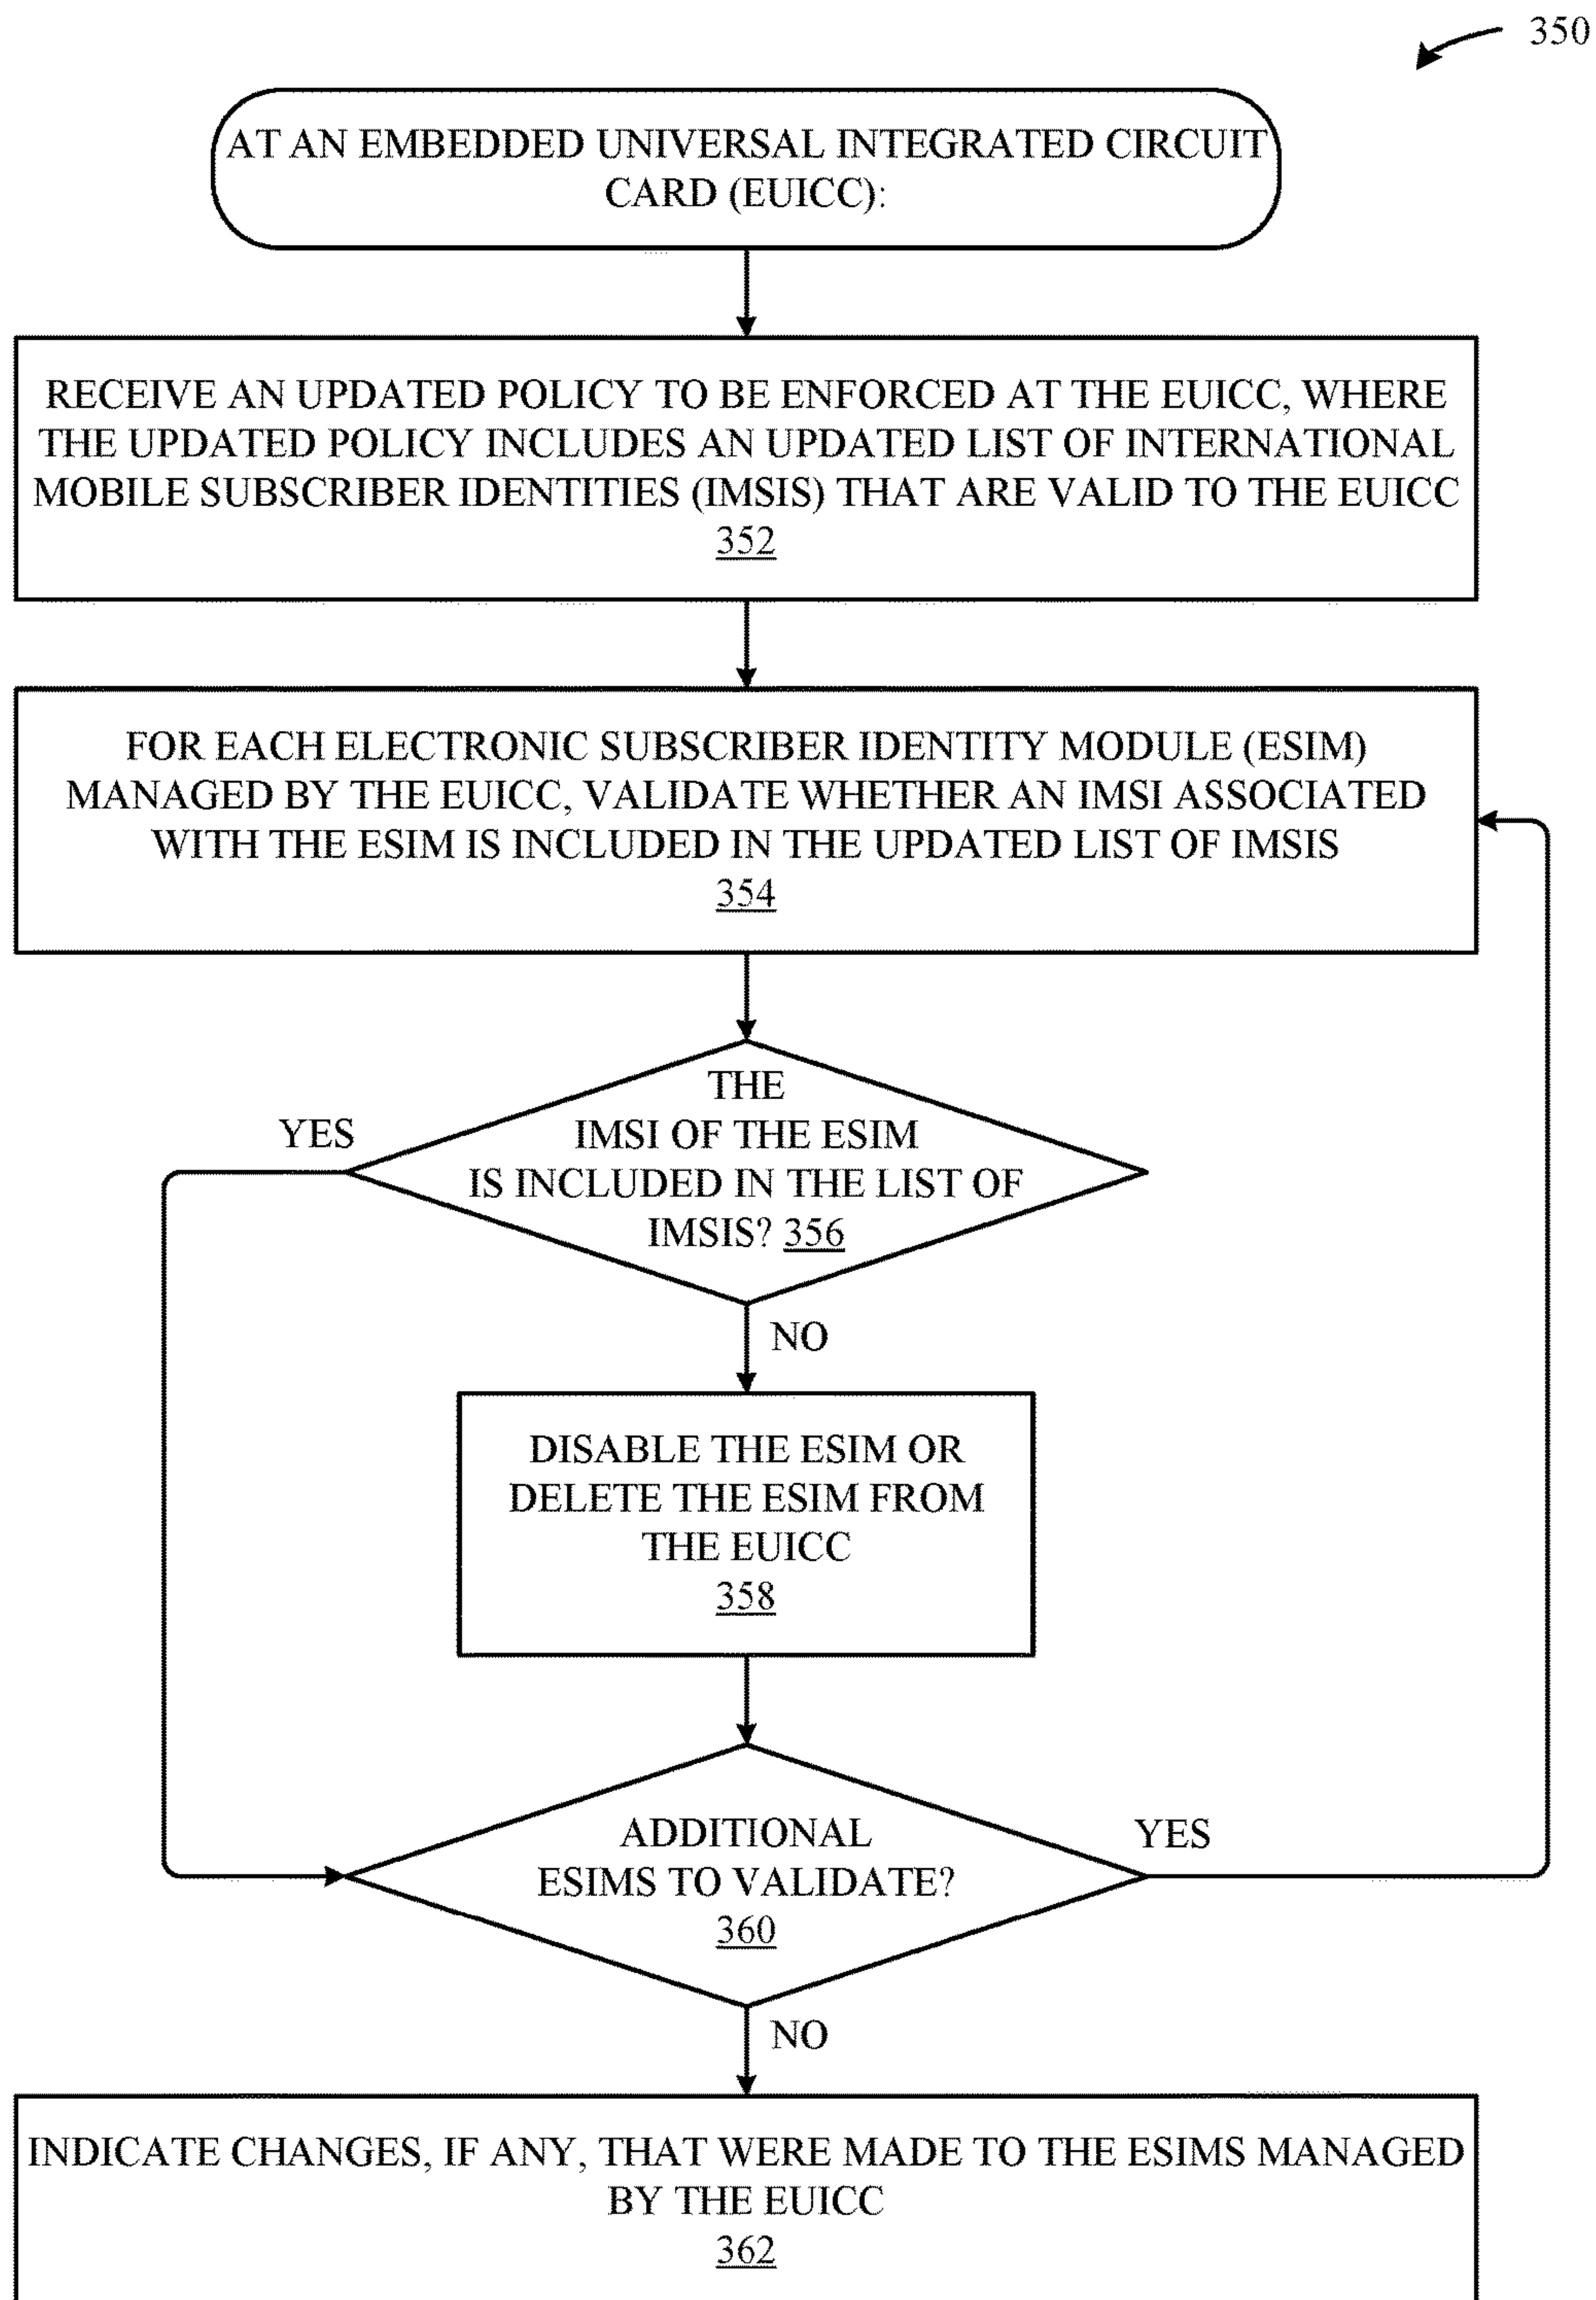 350
AT AN EMBEDDED UNIVERSAL INTEGRATED CIRCUIT
CARD (EUICC):
RECEIVE AN UPDATED POLICY TO BE ENFORCED AT THE EUICC, WHERE
THE UPDATED POLICY INCLUDES AN UPDATED LIST OF INTERNATIONAL
MOBILE SUBSCRIBER IDENTITIES (IMSIS) THAT ARE VALID TO THE EUICC
352
FOR EACH ELECTRONIC SUBSCRIBER IDENTITY MODULE (ESIM)
MANAGED BY THE EUICC, VALIDATE WHETHER AN IMSI ASSOCIATED
WITH THE ESIM IS INCLUDED IN THE UPDATED LIST OF IMSIS
354
THE
YES
IMSI OF THE ESIM
IS INCLUDED IN THE LIST OF
IMSIS? 356
NO
DISABLE THE ESIM OR
DELETE THE ESIM FROM
THE EUICC
358
ADDITIONAL
YES
ESIMS TO VALIDATE?
360
NO
INDICATE CHANGES, IF ANY, THAT WERE MADE TO THE ESIMS MANAGED
BY THE EUICC
362